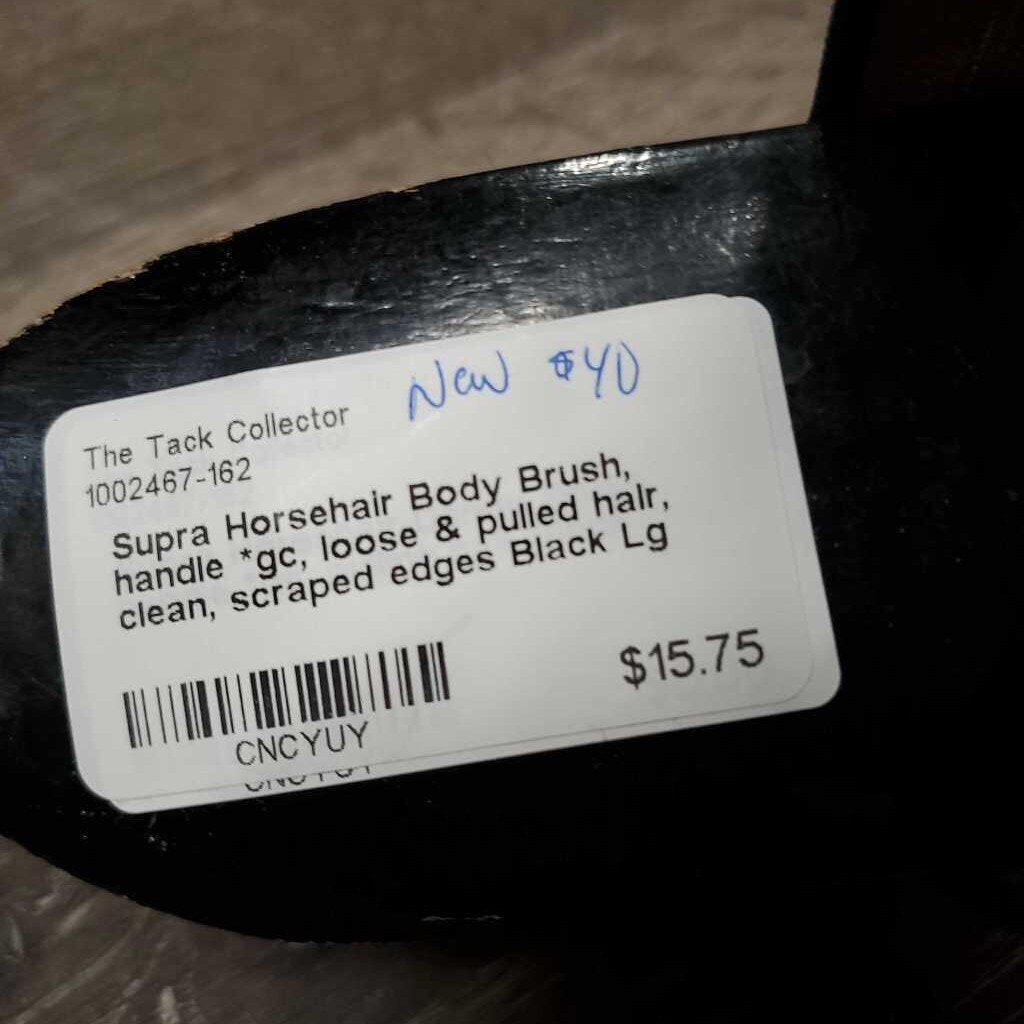 New $40
The Tack Collector
1002467-162
Supra Horsehair Body Brush,
handle *gc, loose & pulled hair,
clean, scraped edges Black Lg
$15.75
CNCYUY
CNCYUY